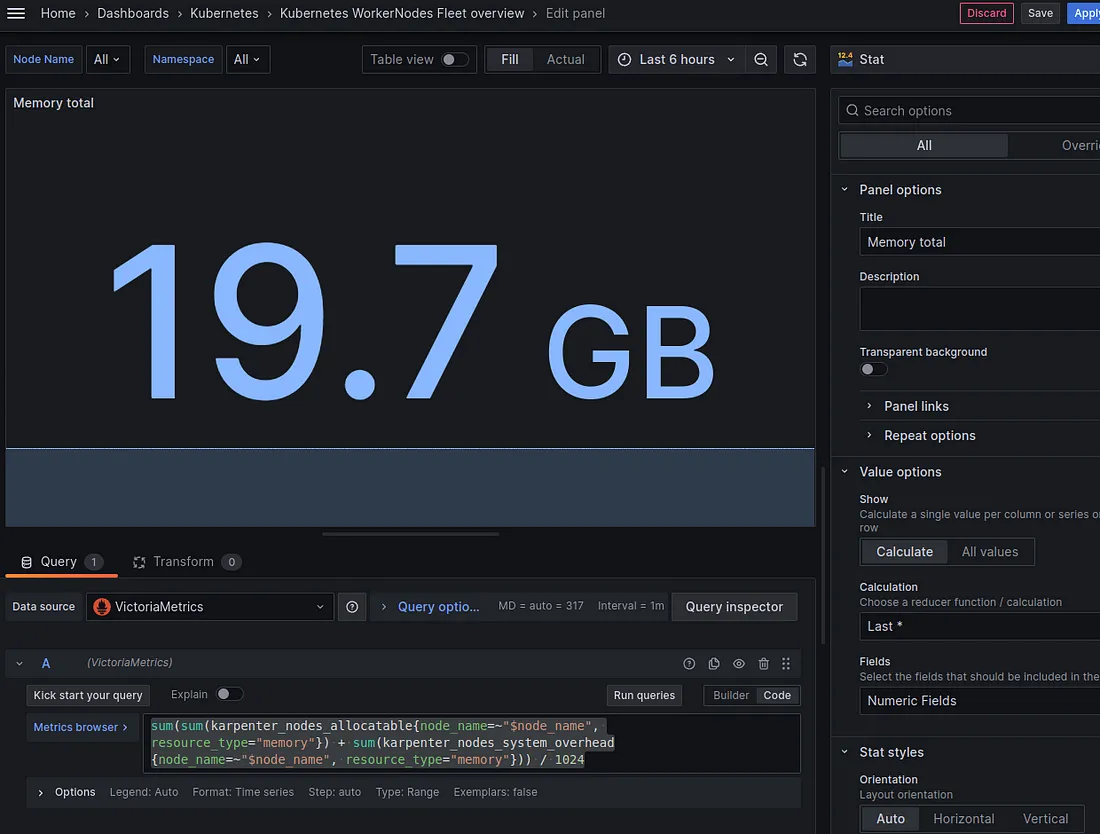 Home › Dashboards › Kubernetes › Kubernetes WorkerNodes Fleet overview › Edit panel
Discard Save Apply
Node Name All Namespace All Table view Fill Actual Last 6 hours
12.4 Stat
Memory total
19.7 GB
Search options
All Overri
Panel options
Title
Memory total
Description
Transparent background
Panel links
Repeat options
Value options
Show
Calculate a single value per column or series o
row
Calculate All values
Calculation
Choose a reducer function / calculation
Last *
Fields
Select the fields that should be included in the
Numeric Fields
Stat styles
Orientation
Layout orientation
Auto Horizontal Vertical
Query 1 Transform 0
Data source VictoriaMetrics Query optio... MD = auto = 317 Interval = 1m Query inspector
A (VictoriaMetrics)
Kick start your query Explain Run queries Builder Code
Metrics browser >
sum(sum(karpenter_nodes_allocatable{node_name=~"$node_name",
resource_type="memory"}) + sum(karpenter_nodes_system_overhead
{node_name=~"$node_name", resource_type="memory"})) / 1024
Options Legend: Auto Format: Time series Step: auto Type: Range Exemplars: false